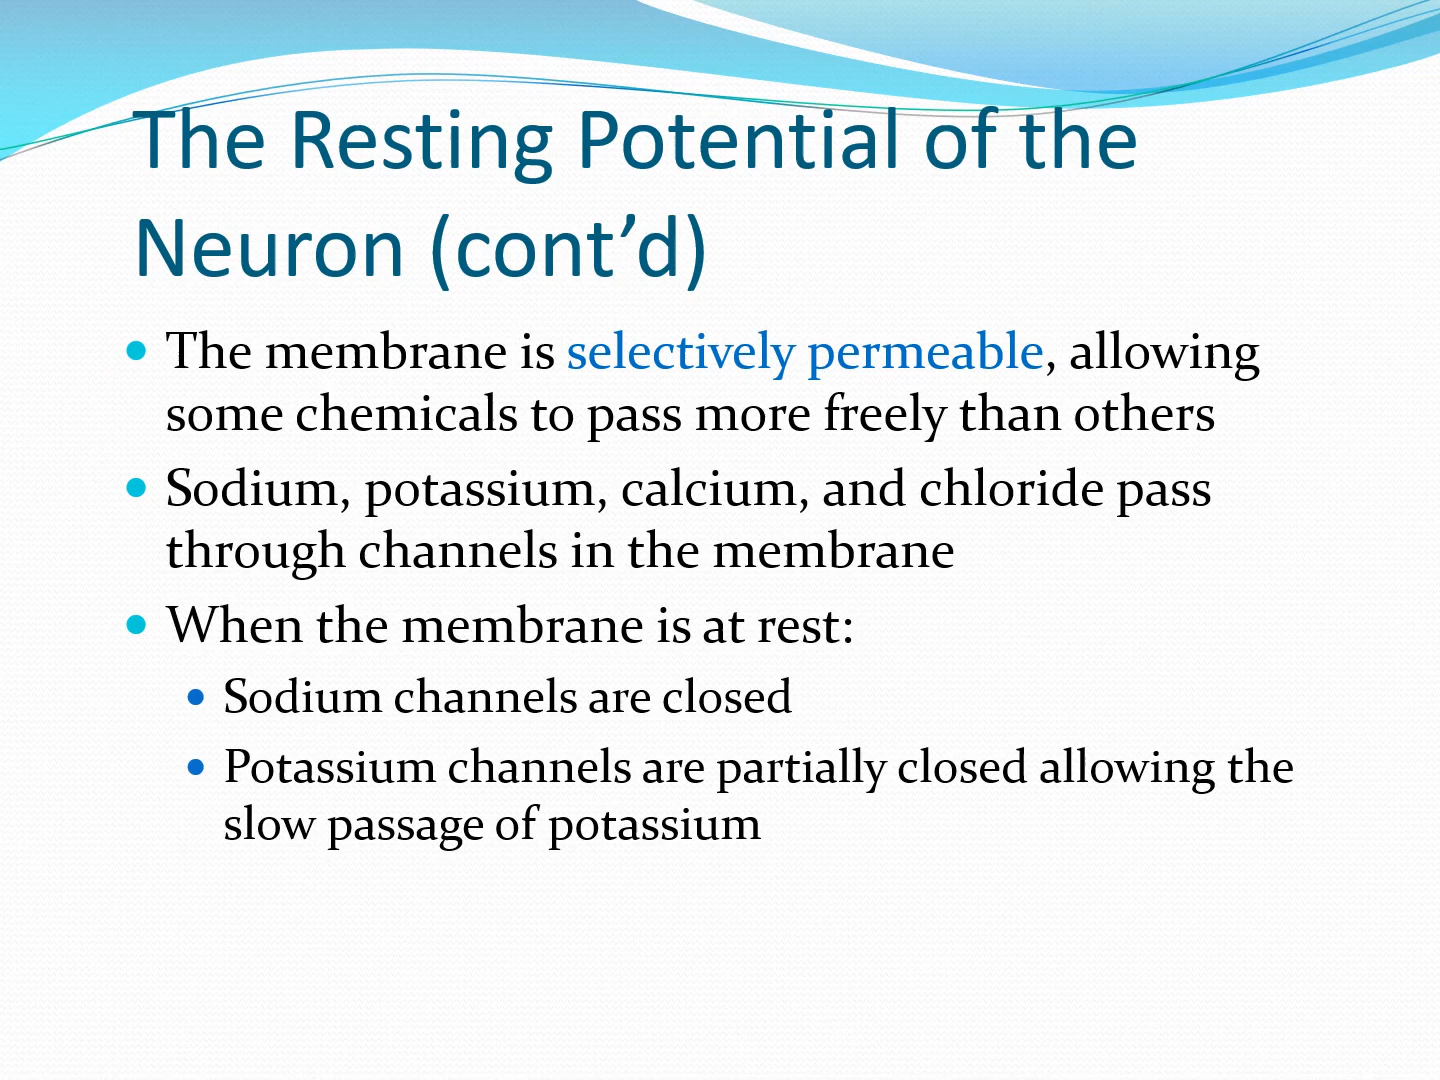 The Resting Potential of the
Neuron (cont’d)
• The membrane is selectively permeable, allowing
some chemicals to pass more freely than others
• Sodium, potassium, calcium, and chloride pass
through channels in the membrane
• When the membrane is at rest:
• Sodium channels are closed
• Potassium channels are partially closed allowing the
slow passage of potassium